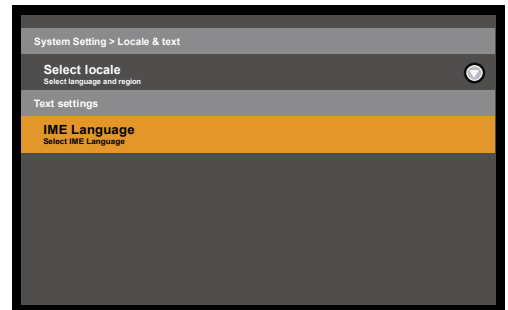 System Setting > Locale & text
Select locale
Select language and region
Text settings
IME Language
Select IME Language